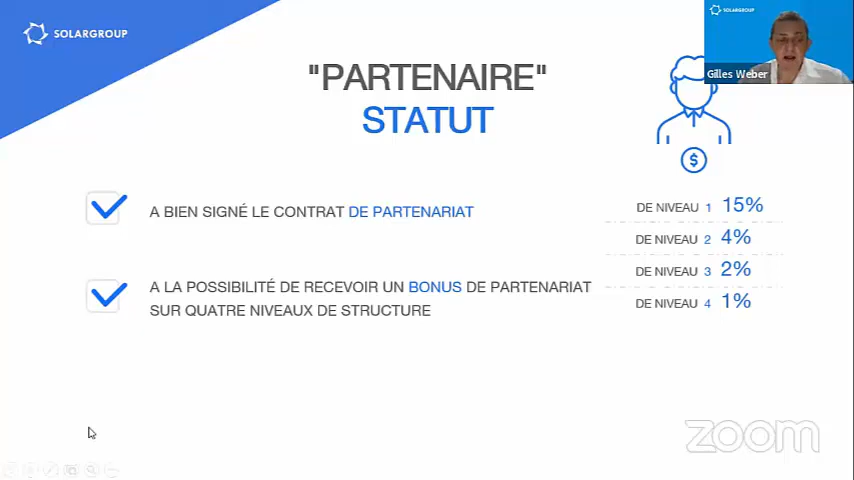 SOLARGROUP
SOLARGROUP
Gilles Weber
"PARTENAIRE"
STATUT
$
A BIEN SIGNÉ LE CONTRAT DE PARTENARIAT
A LA POSSIBILITÉ DE RECEVOIR UN BONUS DE PARTENARIAT
SUR QUATRE NIVEAUX DE STRUCTURE
DE NIVEAU 1 15%
DE NIVEAU 2 4%
DE NIVEAU 3 2%
DE NIVEAU 4 1%
zoom